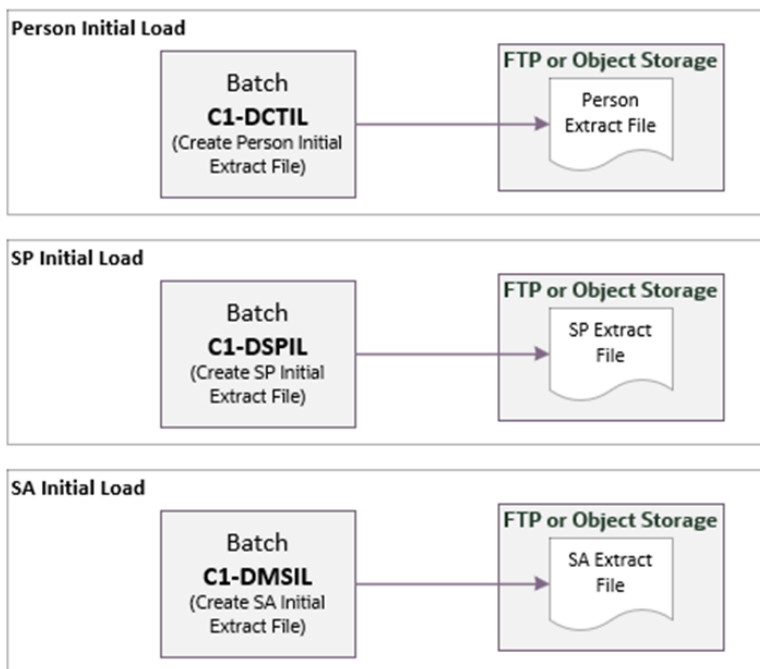 Person Initial Load
Batch
C1-DCTIL
(Create Person Initial
Extract File)
FTP or Object Storage
Person
Extract File
SP Initial Load
Batch
C1-DSPIL
(Create SP Initial
Extract File)
FTP or Object Storage
SP Extract
File
SA Initial Load
Batch
C1-DMSIL
(Create SA Initial
Extract File)
FTP or Object Storage
SA Extract
File